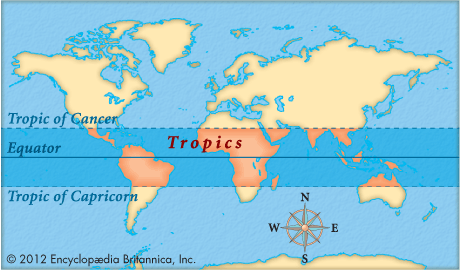 Tropic of Cancer
Tropics
Equator
Tropic of Capricorn
N
W E
S
© 2012 Encyclopædia Britannica, Inc.